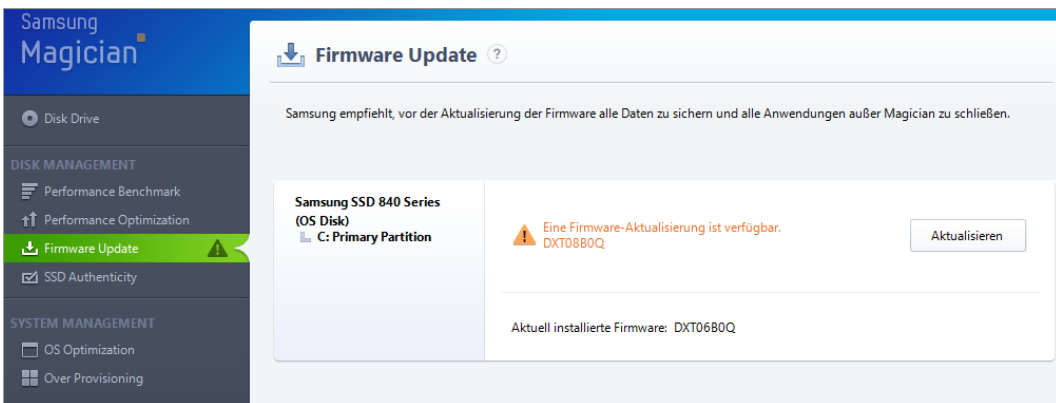 Samsung
Magician
Disk Drive
DISK MANAGEMENT
Performance Benchmark
Performance Optimization
Firmware Update
SSD Authenticity
SYSTEM MANAGEMENT
OS Optimization
Over Provisioning
Firmware Update ?
Samsung empfiehlt, vor der Aktualisierung der Firmware alle Daten zu sichern und alle Anwendungen außer Magician zu schließen.
Samsung SSD 840 Series
(OS Disk)
C: Primary Partition
Eine Firmware-Aktualisierung ist verfügbar.
DXT08B0Q
Aktualisieren
Aktuell installierte Firmware: DXT06B0Q